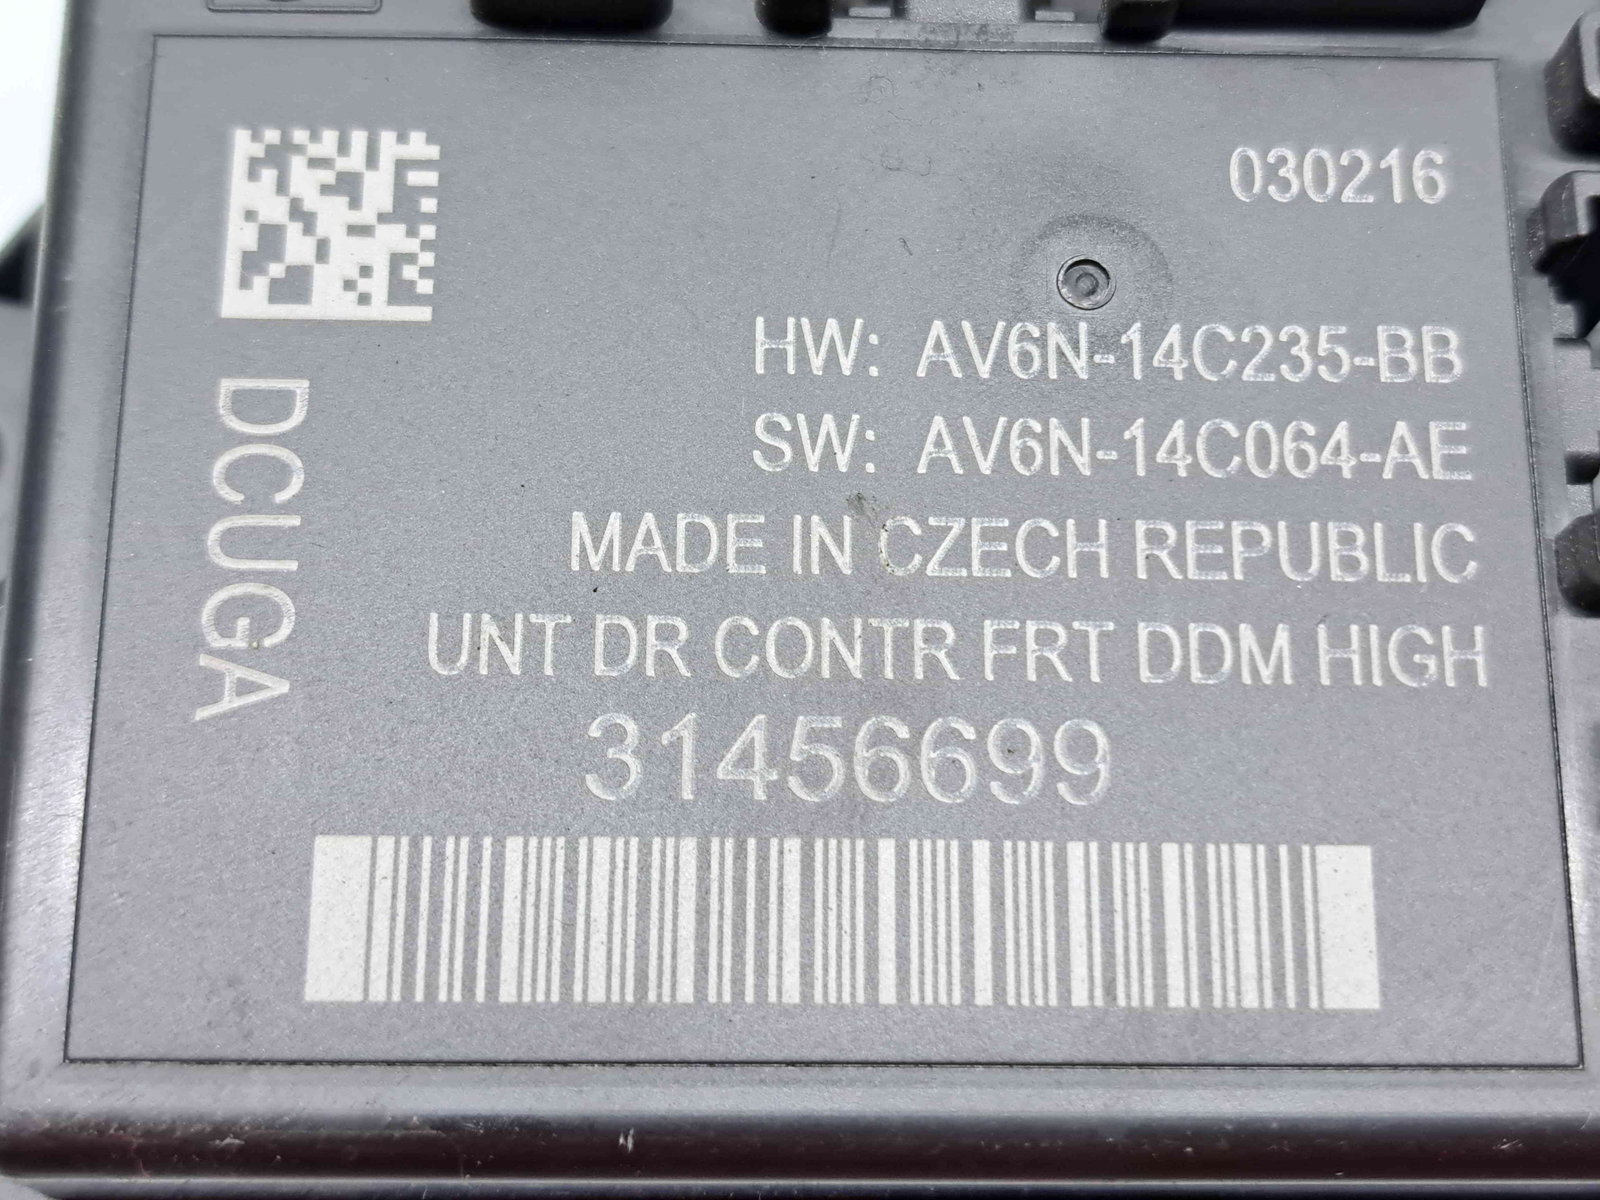 030216
HW: AV6N-14C235-BB
SW: AV6N-14C064-AE
MADE IN CZECH REPUBLIC
UNT DR CONTR FRT DDM HIGH
31456699
DCUGA